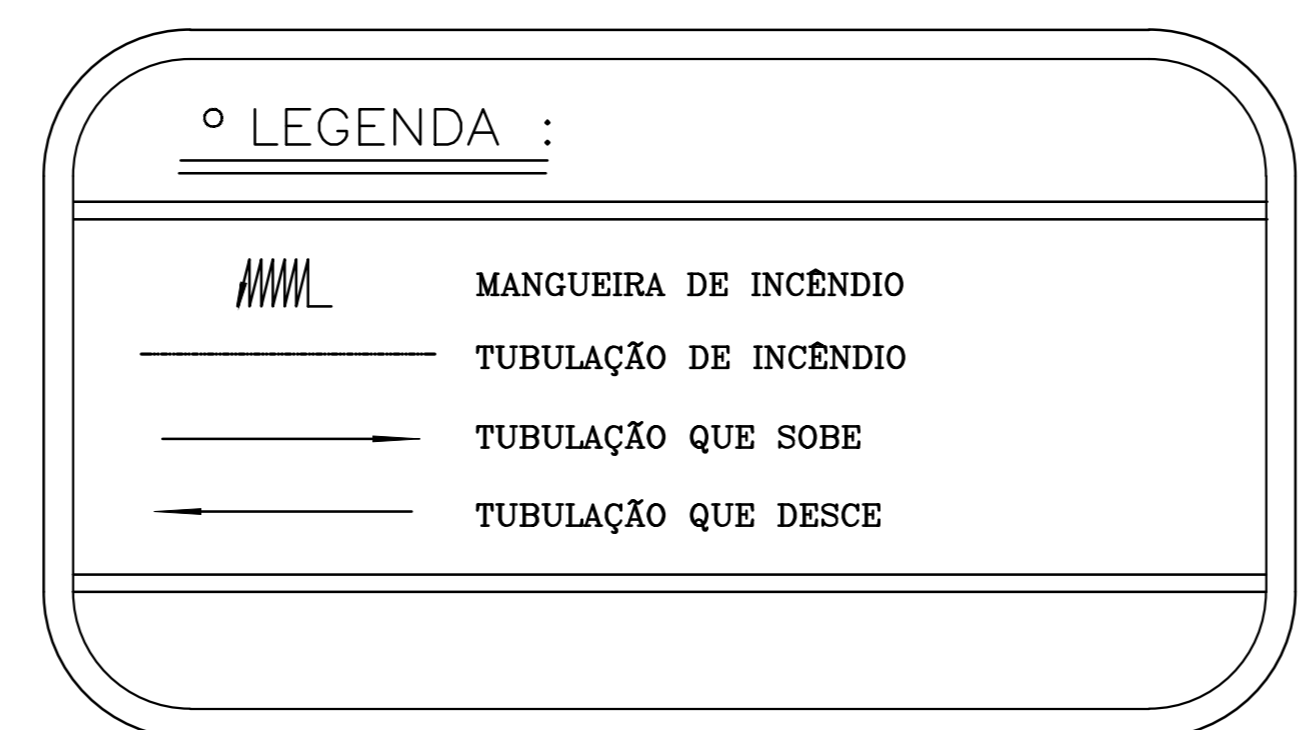 ° LEGENDA :
MANGUEIRA DE INCÊNDIO
TUBULAÇÃO DE INCÊNDIO
TUBULAÇÃO QUE SOBE
TUBULAÇÃO QUE DESCE